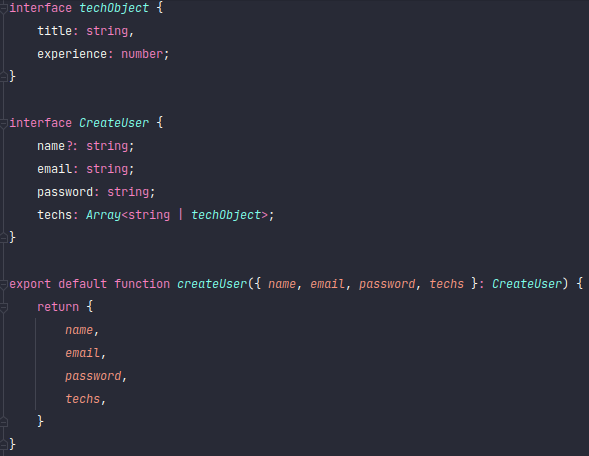 interface techObject {
    title: string,
    experience: number;
}

interface CreateUser {
    name?: string;
    email: string;
    password: string;
    techs: Array<string | techObject>;
}

export default function createUser({ name, email, password, techs }: CreateUser) {
    return {
        name,
        email,
        password,
        techs,
    }
}